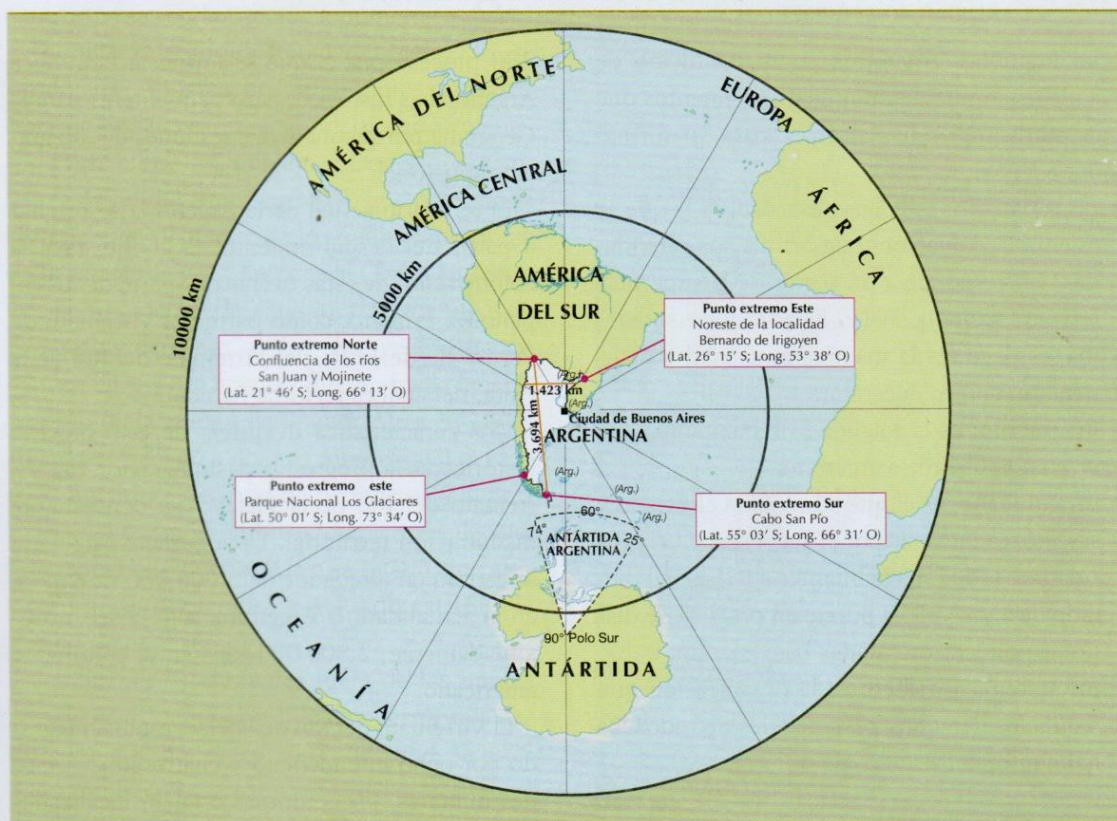 AMÉRICA DEL NORTE
EUROPA
AMÉRICA CENTRAL
ÁFRICA
10000 km
5000 km
AMÉRICA
DEL SUR
Punto extremo Norte
Confluencia de los ríos
San Juan y Mojinete
(Lat. 21° 46' S; Long. 66° 13' O)
Punto extremo Este
Noreste de la localidad
Bernardo de Irigoyen
(Lat. 26° 15' S; Long. 53° 38' O)
(Arg.)
1.423 km
(Arg.)
3.694 km
Ciudad de Buenos Aires
ARGENTINA
(Arg.)
(Arg.)
(Arg.)
Punto extremo este
Parque Nacional Los Glaciares
(Lat. 50° 01' S; Long. 73° 34' O)
Punto extremo Sur
Cabo San Pío
(Lat. 55° 03' S; Long. 66° 31' O)
60°
74°
25°
ANTÁRTIDA
ARGENTINA
90° Polo Sur
ANTÁRTIDA
OCEANÍA